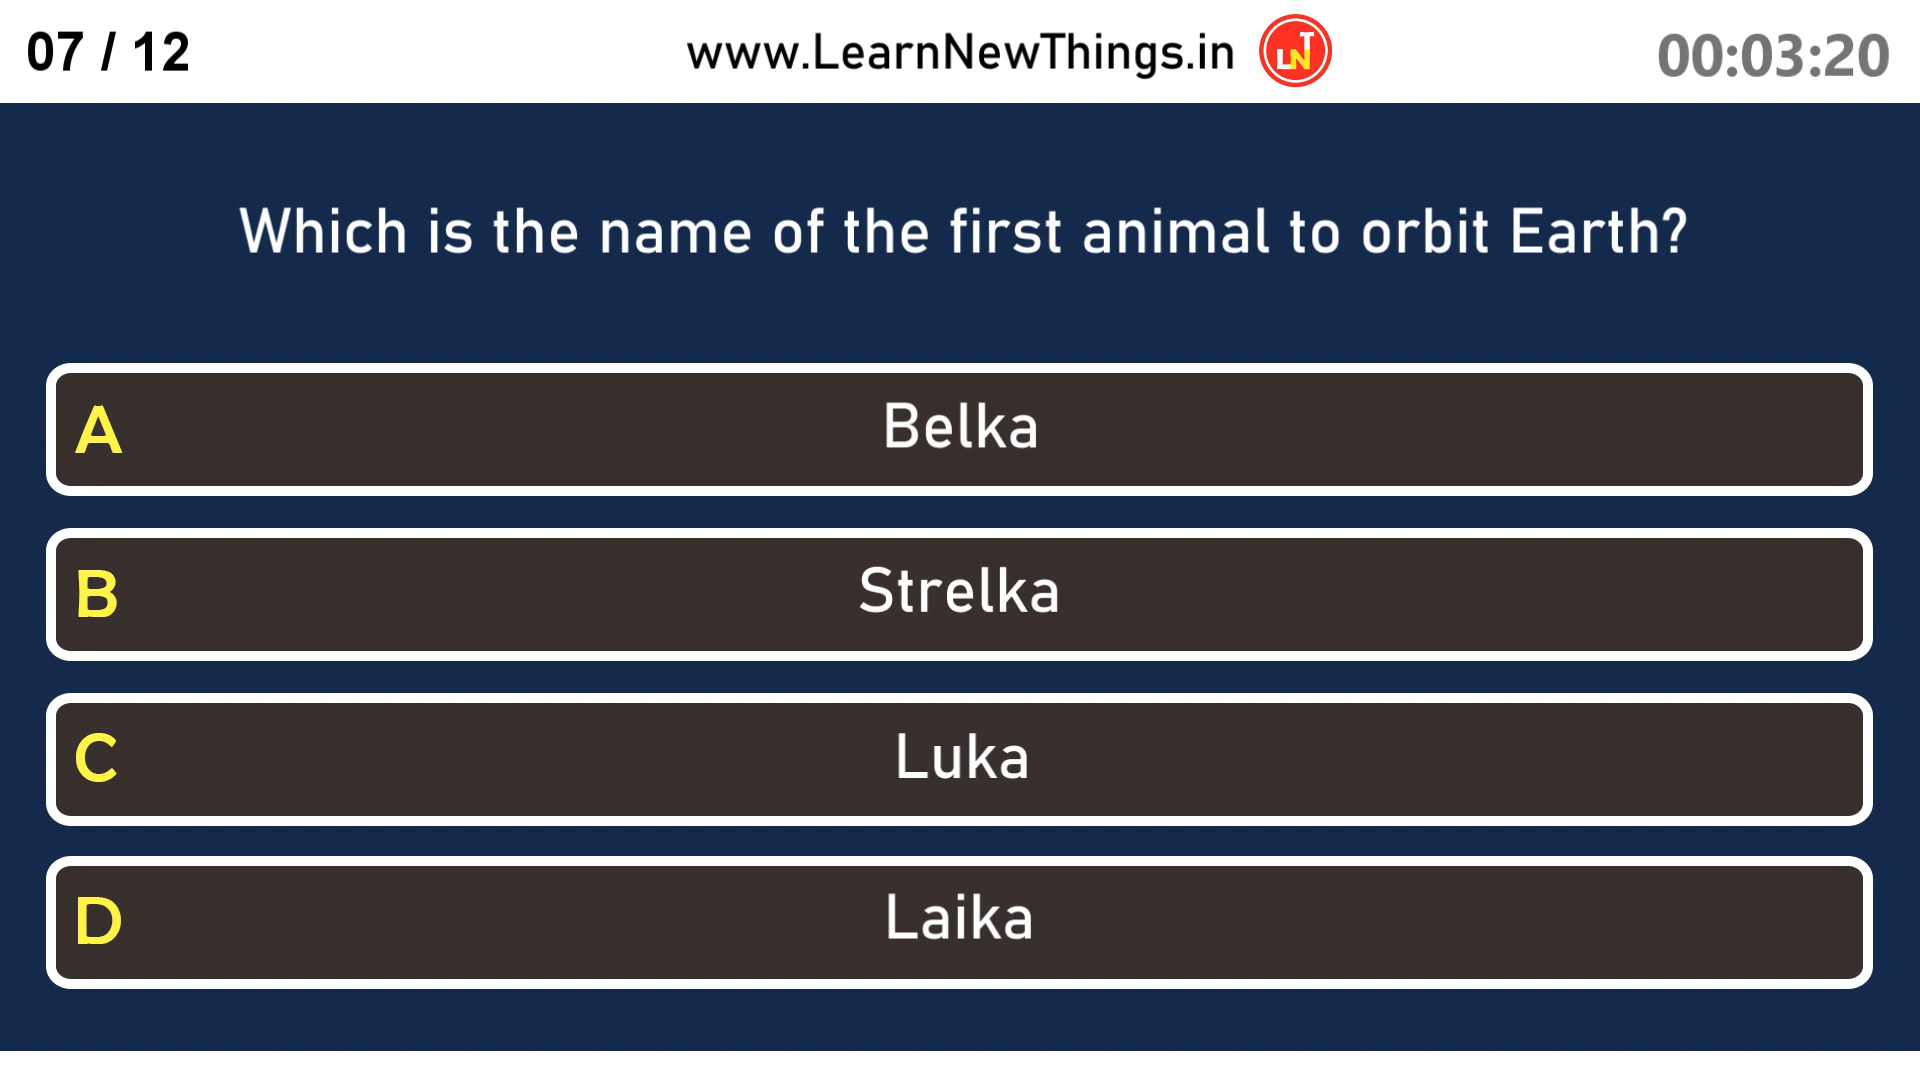 07 / 12
www.LearnNewThings.in
LNT
00:03:20
Which is the name of the first animal to orbit Earth?
A Belka
B Strelka
C Luka
D Laika